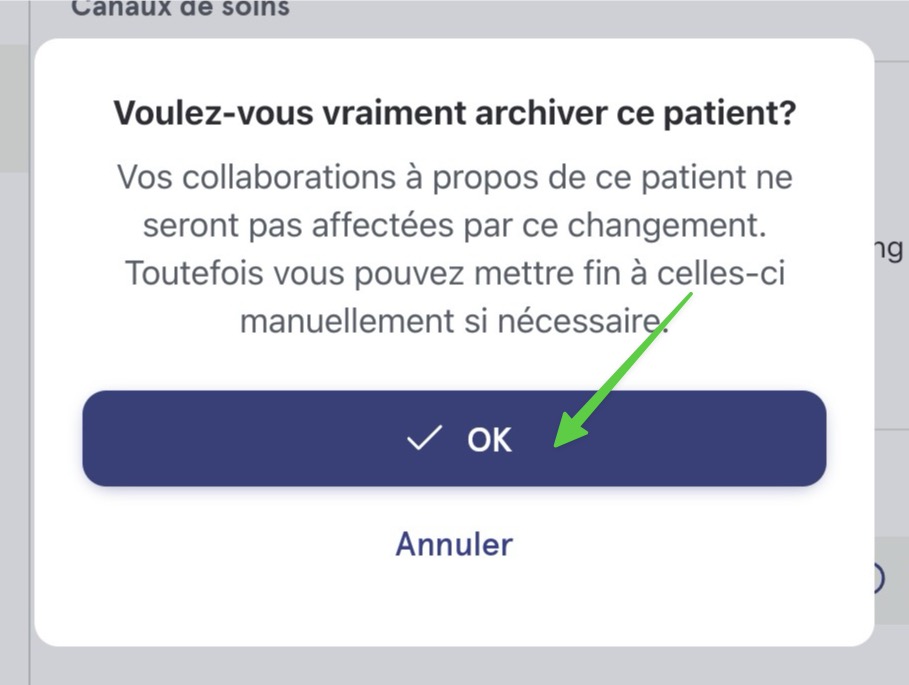 Canaux de soins
Voulez-vous vraiment archiver ce patient?
Vos collaborations à propos de ce patient ne
seront pas affectées par ce changement.
Toutefois vous pouvez mettre fin à celles-ci
manuellement si nécessaire.
OK
Annuler